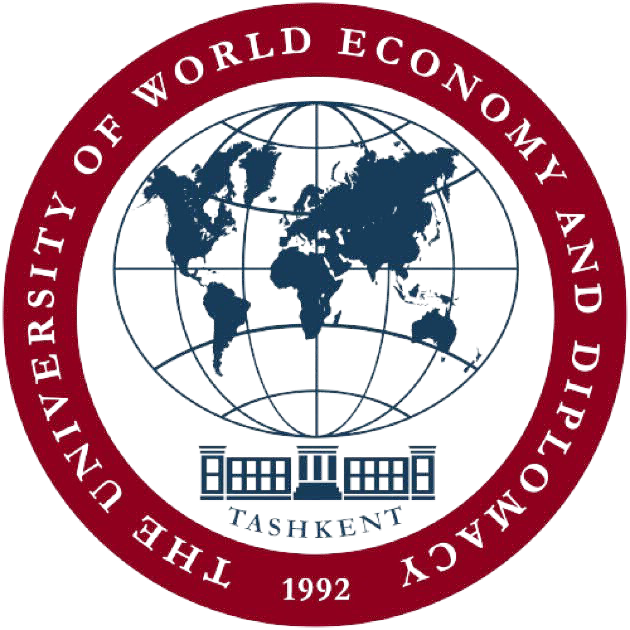 THE UNIVERSITY OF WORLD ECONOMY AND DIPLOMACY
TASHKENT
1992